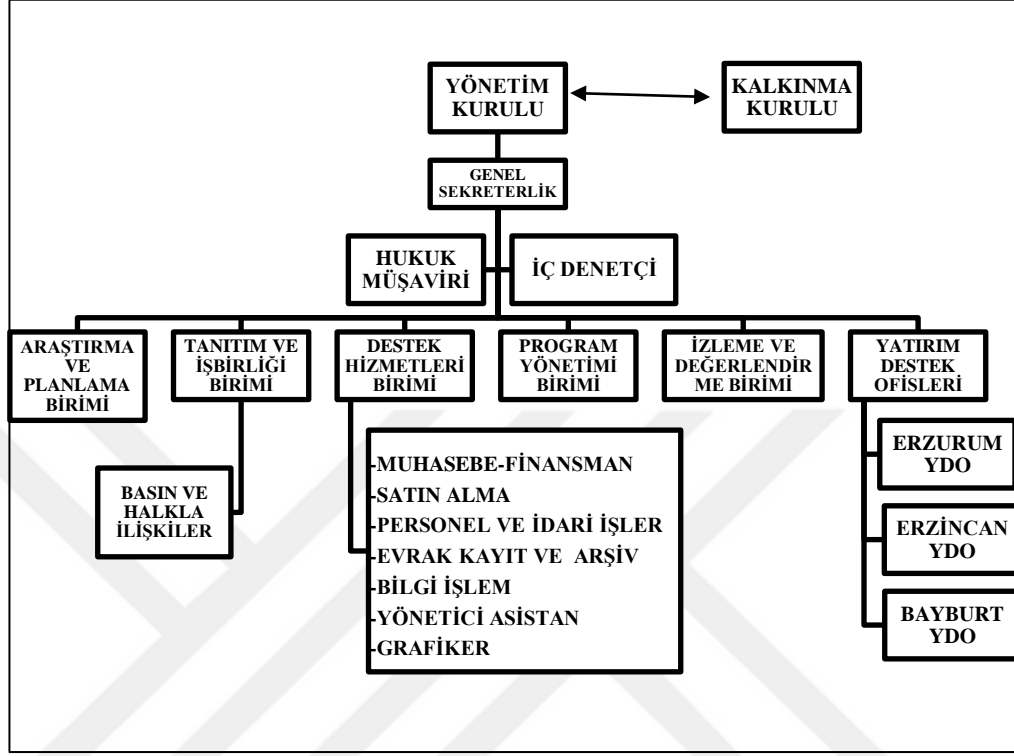 YÖNETİM
KURULU
KALKINMA
KURULU
GENEL
SEKRETERLİK
HUKUK
MÜŞAVİRİ
İÇ DENETÇİ
ARAŞTIRMA
VE
PLANLAMA
BİRİMİ
TANITIM VE
İŞBİRLİĞİ
BİRİMİ
DESTEK
HİZMETLERİ
BİRİMİ
PROGRAM
YÖNETİMİ
BİRİMİ
İZLEME VE
DEĞERLENDİR
ME BİRİMİ
YATIRIM
DESTEK
OFİSLERİ
BASIN VE
HALKLA
İLİŞKİLER
-MUHASEBE-FİNANSMAN
-SATIN ALMA
-PERSONEL VE İDARİ İŞLER
-EVRAK KAYIT VE ARŞİV
-BİLGİ İŞLEM
-YÖNETİCİ ASİSTAN
-GRAFİKER
ERZURUM
YDO
ERZİNCAN
YDO
BAYBURT
YDO